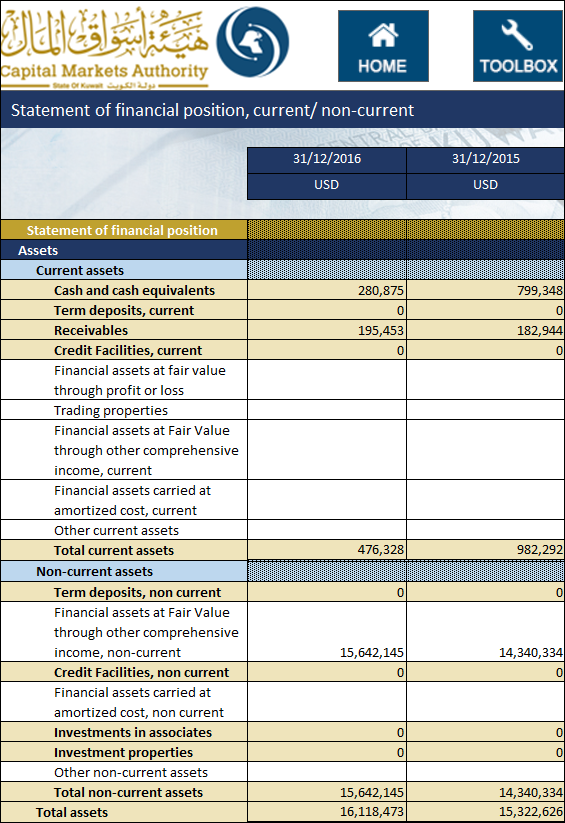 هيئة أسواق المال
Capital Markets Authority
State Of Kuwait دولة الكويت
HOME
TOOLBOX
Statement of financial position, current/ non-current
31/12/2016 31/12/2015
USD USD
Statement of financial position
Assets
Current assets
Cash and cash equivalents 280,875 799,348
Term deposits, current 0 0
Receivables 195,453 182,944
Credit Facilities, current 0 0
Financial assets at fair value
through profit or loss
Trading properties
Financial assets at Fair Value
through other comprehensive
income, current
Financial assets carried at
amortized cost, current
Other current assets
Total current assets 476,328 982,292
Non-current assets
Term deposits, non current 0 0
Financial assets at Fair Value
through other comprehensive
income, non-current 15,642,145 14,340,334
Credit Facilities, non current 0 0
Financial assets carried at
amortized cost, non current
Investments in associates 0 0
Investment properties 0 0
Other non-current assets
Total non-current assets 15,642,145 14,340,334
Total assets 16,118,473 15,322,626